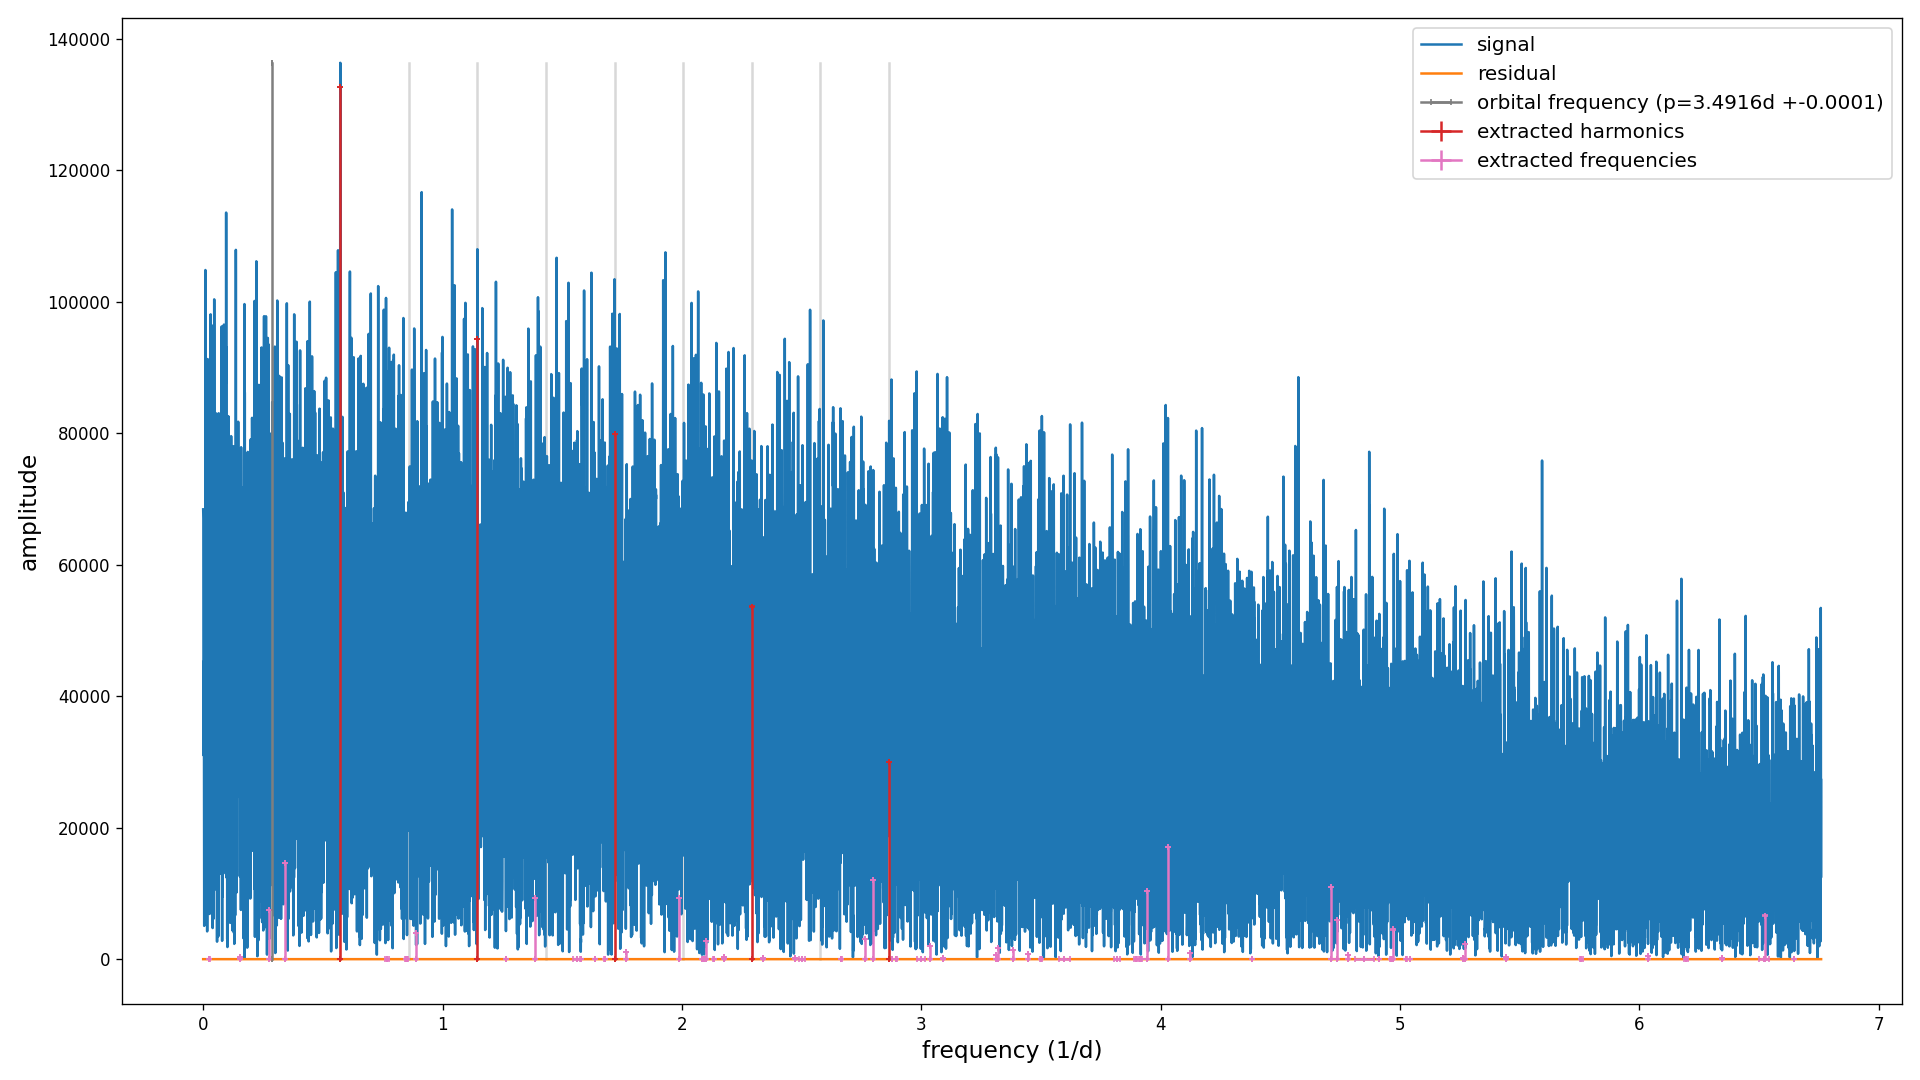 140000
120000
100000
80000
60000
40000
20000
0
amplitude
0 1 2 3 4 5 6 7
frequency (1/d)
signal
residual
orbital frequency (p=3.4916d +-0.0001)
extracted harmonics
extracted frequencies